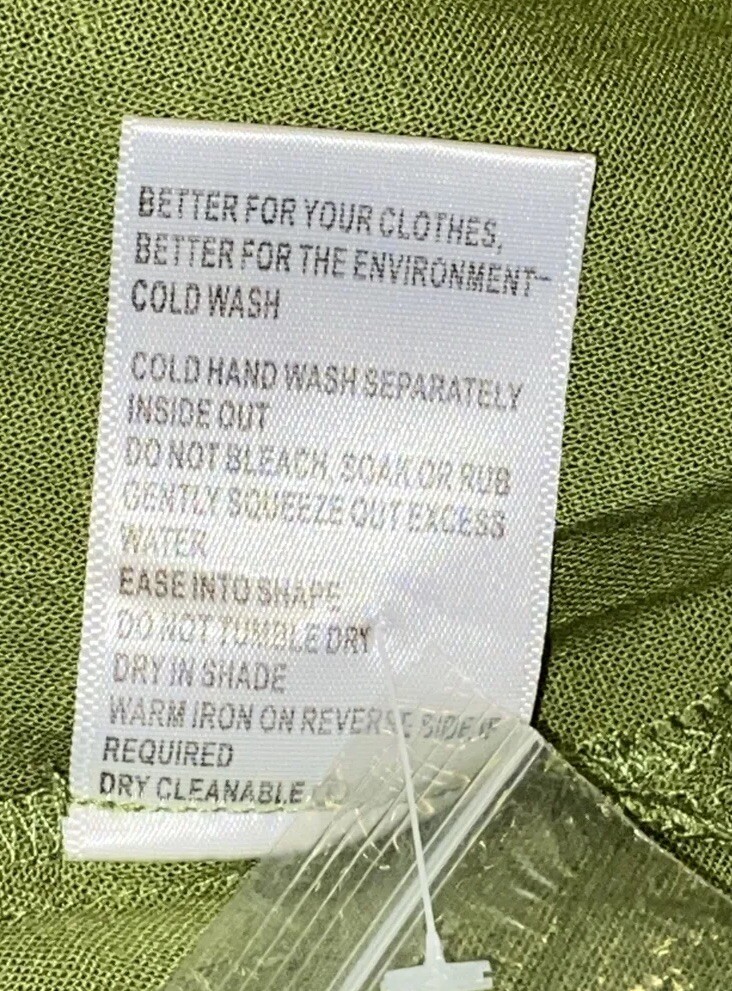 BETTER FOR YOUR CLOTHES,
BETTER FOR THE ENVIRONMENT–
COLD WASH
COLD HAND WASH SEPARATELY
INSIDE OUT
DO NOT BLEACH, SOAK OR RUB
GENTLY SQUEEZE OUT EXCESS
WATER
EASE INTO SHAPE
DO NOT TUMBLE DRY
DRY IN SHADE
WARM IRON ON REVERSE SIDE IF
REQUIRED
DRY CLEANABLE